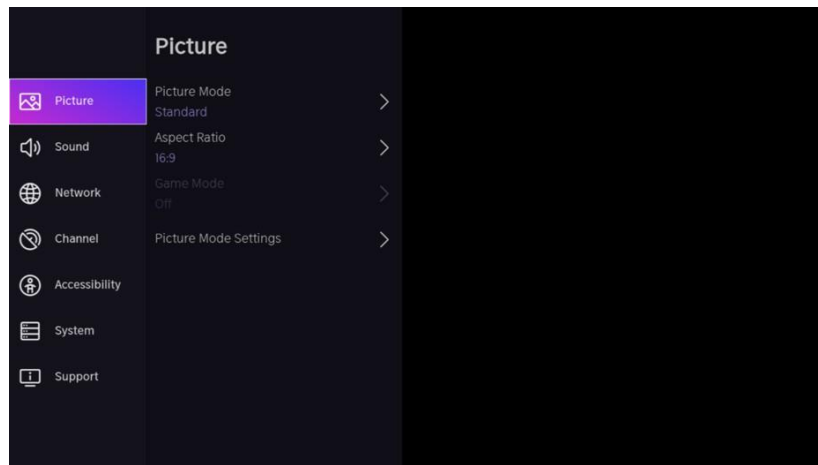 Picture
Picture
Sound
Network
Channel
Accessibility
System
Support
Picture Mode
Standard
Aspect Ratio
16:9
Game Mode
Off
Picture Mode Settings